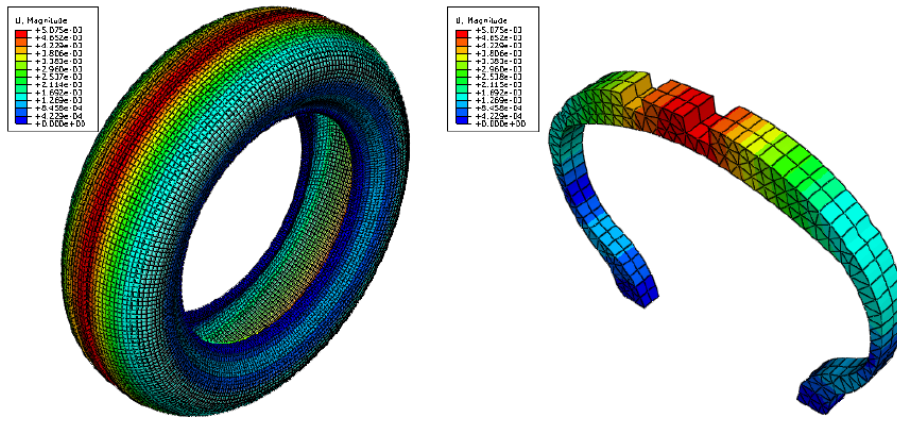 U, Magnitude
+5.075e-03
+4.652e-03
+4.229e-03
+3.806e-03
+3.383e-03
+2.960e-03
+2.537e-03
+2.114e-03
+1.692e-03
+1.269e-03
+8.458e-04
+4.229e-04
+0.000e+00
U, Magnitude
+5.075e-03
+4.652e-03
+4.229e-03
+3.806e-03
+3.383e-03
+2.960e-03
+2.538e-03
+2.115e-03
+1.692e-03
+1.269e-03
+8.458e-04
+4.229e-04
+0.000e+00